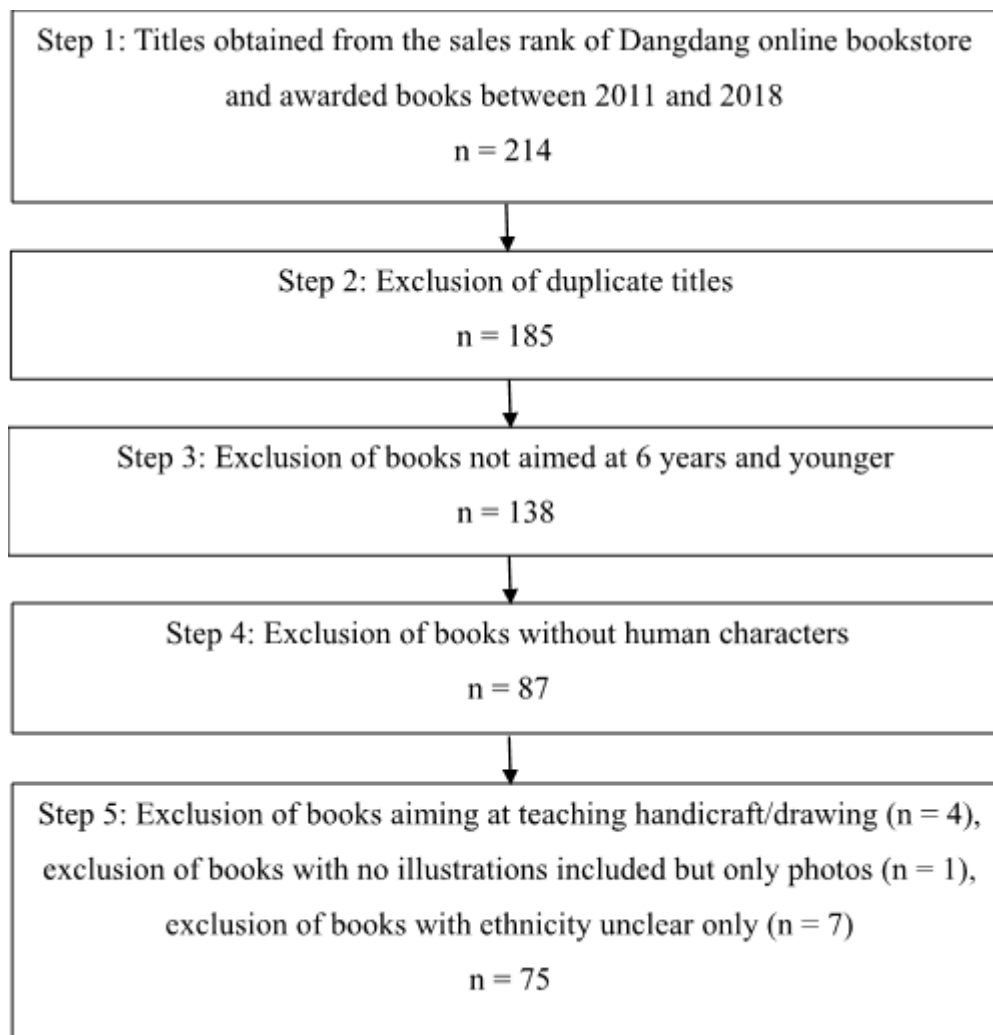 Step 1: Titles obtained from the sales rank of Dangdang online bookstore
and awarded books between 2011 and 2018
n = 214
Step 2: Exclusion of duplicate titles
n = 185
Step 3: Exclusion of books not aimed at 6 years and younger
n = 138
Step 4: Exclusion of books without human characters
n = 87
Step 5: Exclusion of books aiming at teaching handicraft/drawing (n = 4),
exclusion of books with no illustrations included but only photos (n = 1),
exclusion of books with ethnicity unclear only (n = 7)
n = 75